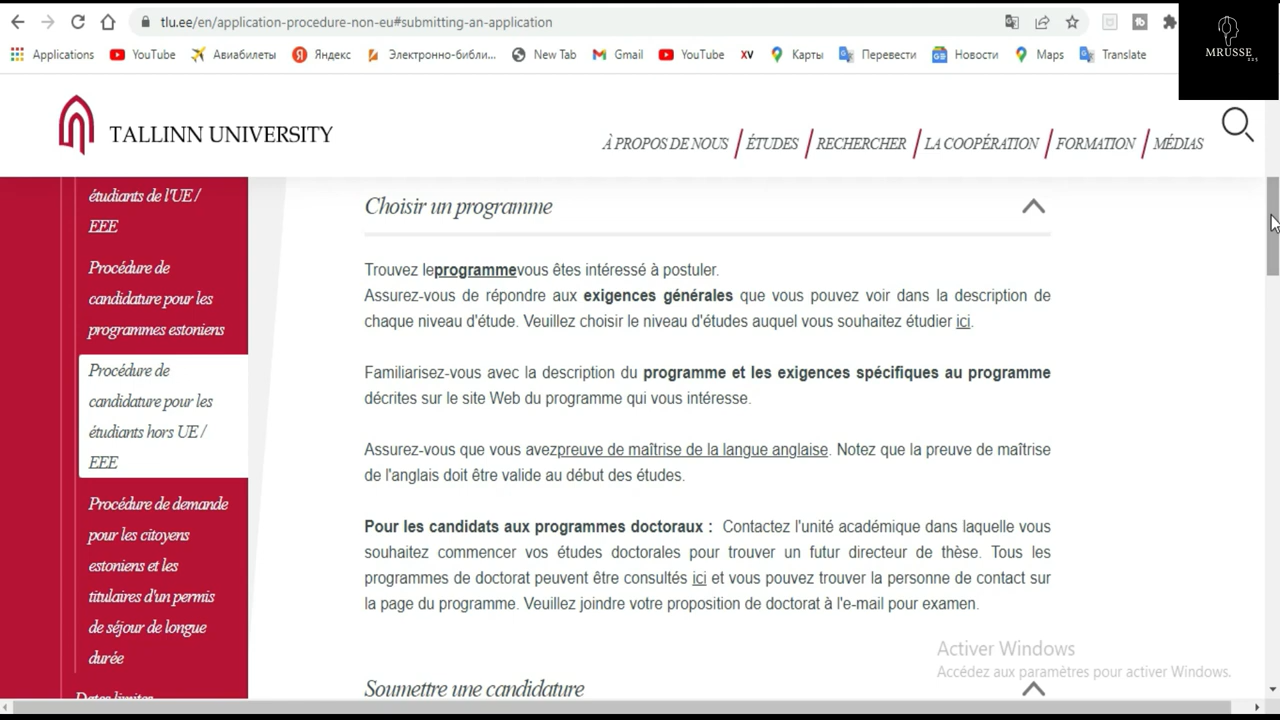 tlu.ee/en/application-procedure-non-eu#submitting-an-application
Applications YouTube Авиабилеты Яндекс Электронно-библи... New Tab Gmail YouTube XV Карты Перевести Новости Maps Translate
MRUSSE
225
TALLINN UNIVERSITY
À PROPOS DE NOUS ÉTUDES RECHERCHER LA COOPÉRATION FORMATION MÉDIAS
étudiants de l'UE /
EEE
Procédure de
candidature pour les
programmes estoniens
Procédure de
candidature pour les
étudiants hors UE /
EEE
Procédure de demande
pour les citoyens
estoniens et les
titulaires d'un permis
de séjour de longue
durée
Dates limites
Choisir un programme
Trouvez leprogrammevous êtes intéressé à postuler.
Assurez-vous de répondre aux exigences générales que vous pouvez voir dans la description de
chaque niveau d'étude. Veuillez choisir le niveau d'études auquel vous souhaitez étudier ici.
Familiarisez-vous avec la description du programme et les exigences spécifiques au programme
décrites sur le site Web du programme qui vous intéresse.
Assurez-vous que vous avezpreuve de maîtrise de la langue anglaise. Notez que la preuve de maîtrise
de l'anglais doit être valide au début des études.
Pour les candidats aux programmes doctoraux : Contactez l'unité académique dans laquelle vous
souhaitez commencer vos études doctorales pour trouver un futur directeur de thèse. Tous les
programmes de doctorat peuvent être consultés ici et vous pouvez trouver la personne de contact sur
la page du programme. Veuillez joindre votre proposition de doctorat à l'e-mail pour examen.
Soumettre une candidature
Activer Windows
Accédez aux paramètres pour activer Windows.